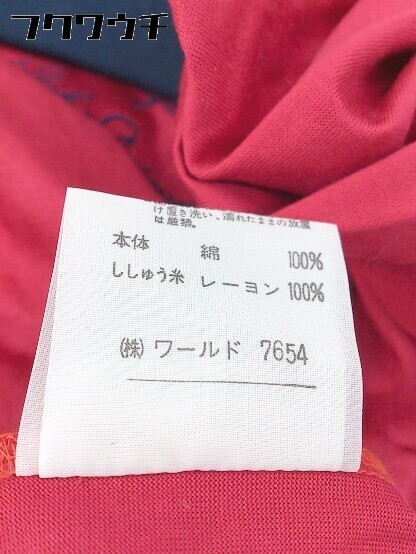 フクワウチ
け置き洗い、濡れたままの放置
は厳禁。
本体 綿 100%
ししゅう糸 レーヨン 100%
㈱ ワールド 7654